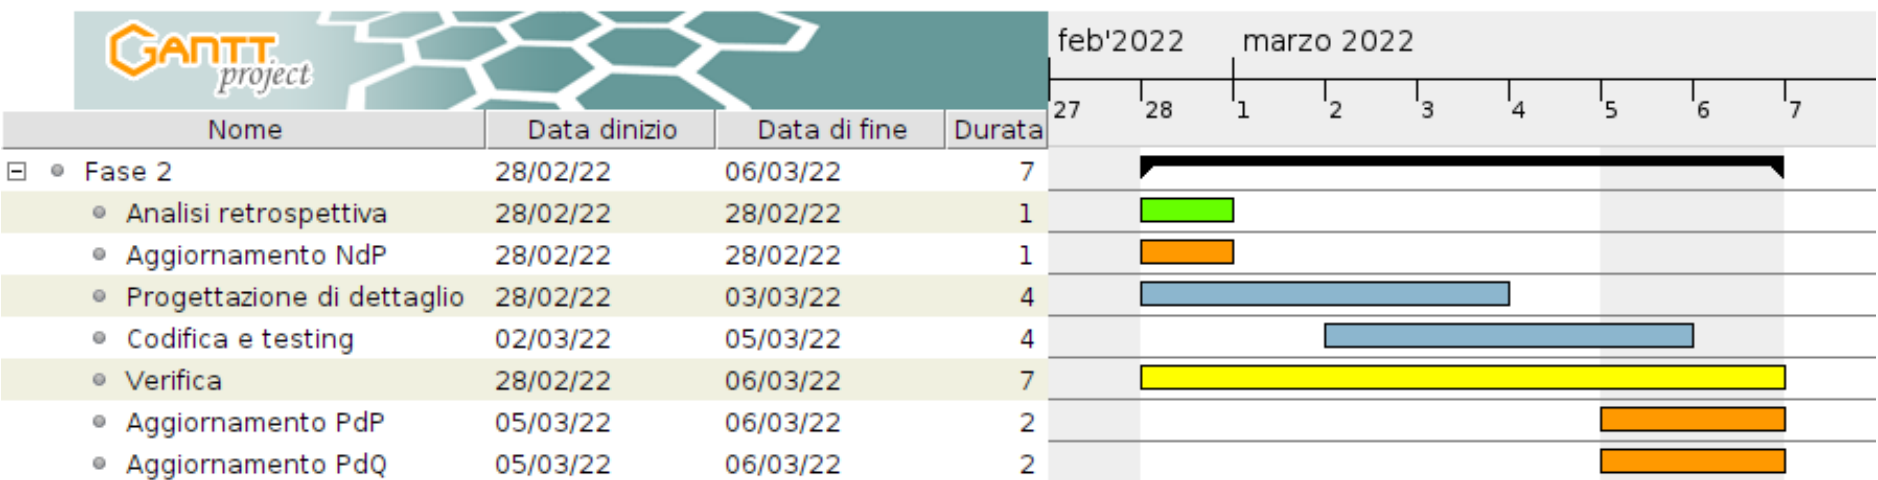 GANTT project
feb'2022 marzo 2022
27 28 1 2 3 4 5 6 7
Nome Data dinizio Data di fine Durata
Fase 2 28/02/22 06/03/22 7
Analisi retrospettiva 28/02/22 28/02/22 1
Aggiornamento NdP 28/02/22 28/02/22 1
Progettazione di dettaglio 28/02/22 03/03/22 4
Codifica e testing 02/03/22 05/03/22 4
Verifica 28/02/22 06/03/22 7
Aggiornamento PdP 05/03/22 06/03/22 2
Aggiornamento PdQ 05/03/22 06/03/22 2